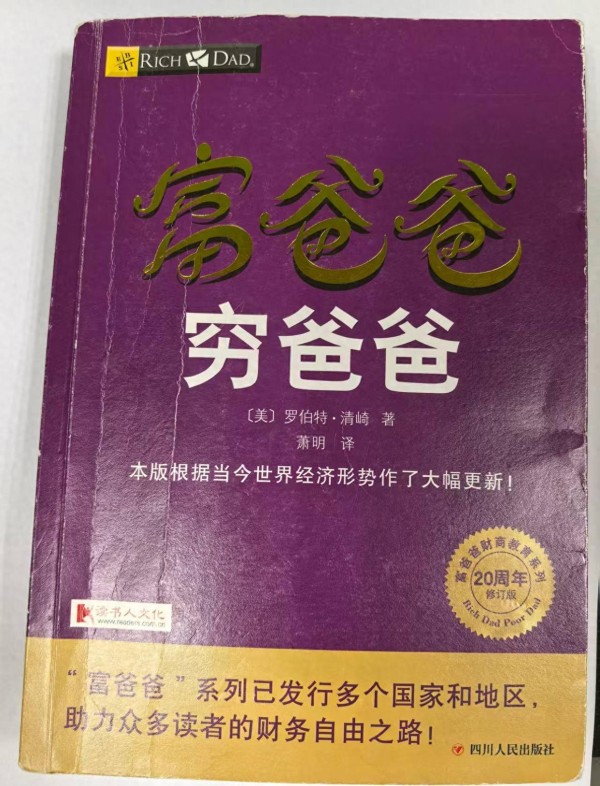 RICH DAD®
富爸爸
穷爸爸
〔美〕罗伯特·清崎 著
萧明 译
本版根据当今世界经济形势作了大幅更新！
富爸爸财商教育系列
20周年
修订版
Rich Dad Poor Dad
读书人文化
www.readers.com.cn
“富爸爸”系列已发行多个国家和地区，
助力众多读者的财务自由之路！
四川人民出版社